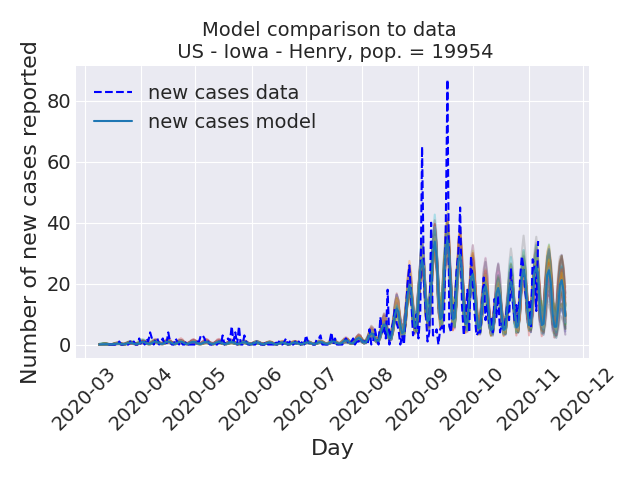 Model comparison to data
US - Iowa - Henry, pop. = 19954
Number of new cases reported
80
60
40
20
0
new cases data
new cases model
2020-03
2020-04
2020-05
2020-06
2020-07
2020-08
2020-09
2020-10
2020-11
2020-12
Day